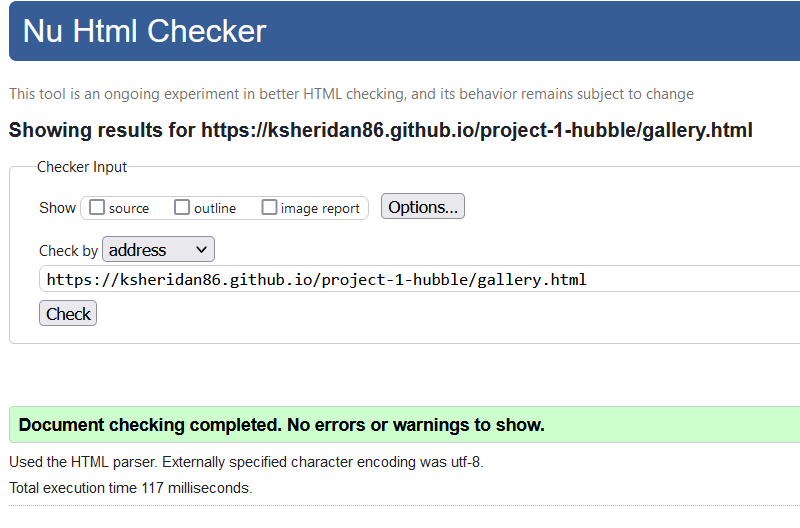 Nu Html Checker
This tool is an ongoing experiment in better HTML checking, and its behavior remains subject to change
Showing results for https://ksheridan86.github.io/project-1-hubble/gallery.html
Checker Input
Show source outline image report Options...
Check by address
https://ksheridan86.github.io/project-1-hubble/gallery.html
Check
Document checking completed. No errors or warnings to show.
Used the HTML parser. Externally specified character encoding was utf-8.
Total execution time 117 milliseconds.